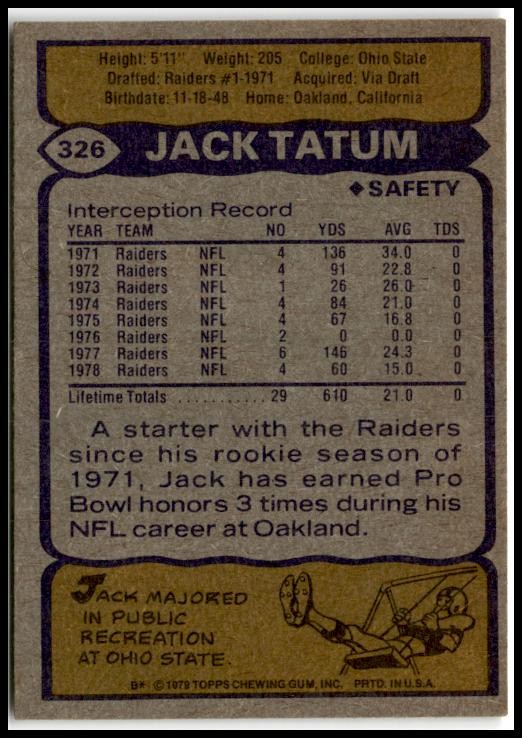 Height: 5'11" Weight: 205 College: Ohio State
Drafted: Raiders #1-1971 Acquired: Via Draft
Birthdate: 11-18-48 Home: Oakland, California
326 JACK TATUM
◆SAFETY
Interception Record
YEAR TEAM NO YDS AVG TDS
1971 Raiders NFL 4 136 34.0 0
1972 Raiders NFL 4 91 22.8 0
1973 Raiders NFL 1 26 26.0 0
1974 Raiders NFL 4 84 21.0 0
1975 Raiders NFL 4 67 16.8 0
1976 Raiders NFL 2 0 0.0 0
1977 Raiders NFL 6 146 24.3 0
1978 Raiders NFL 4 60 15.0 0
Lifetime Totals ........... 29 610 21.0 0
A starter with the Raiders
since his rookie season of
1971, Jack has earned Pro
Bowl honors 3 times during his
NFL career at Oakland.
JACK MAJORED
IN PUBLIC
RECREATION
AT OHIO STATE.
B* © 1979 TOPPS CHEWING GUM, INC. PRTD. IN U.S.A.